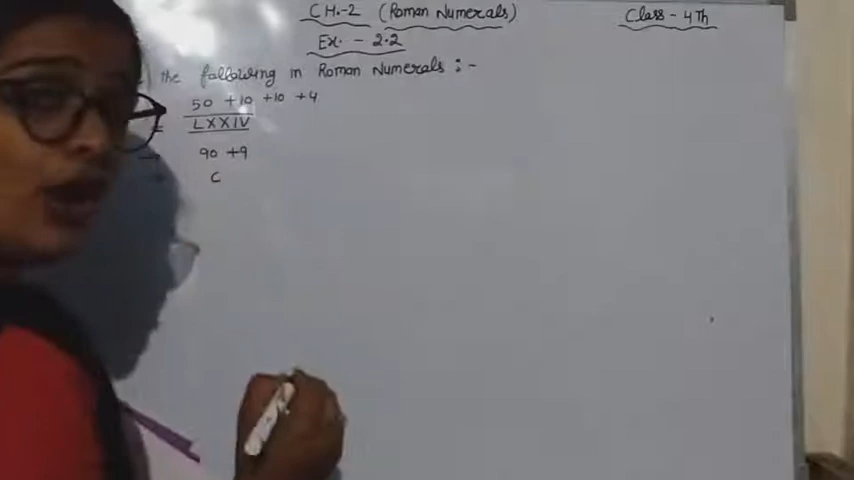 CH.-2 (Roman Numerals) Class - 4Th
Ex. - 2.2
the following in Roman Numerals :-
50 + 10 + 10 + 4
= LXXIV
90 + 9
C